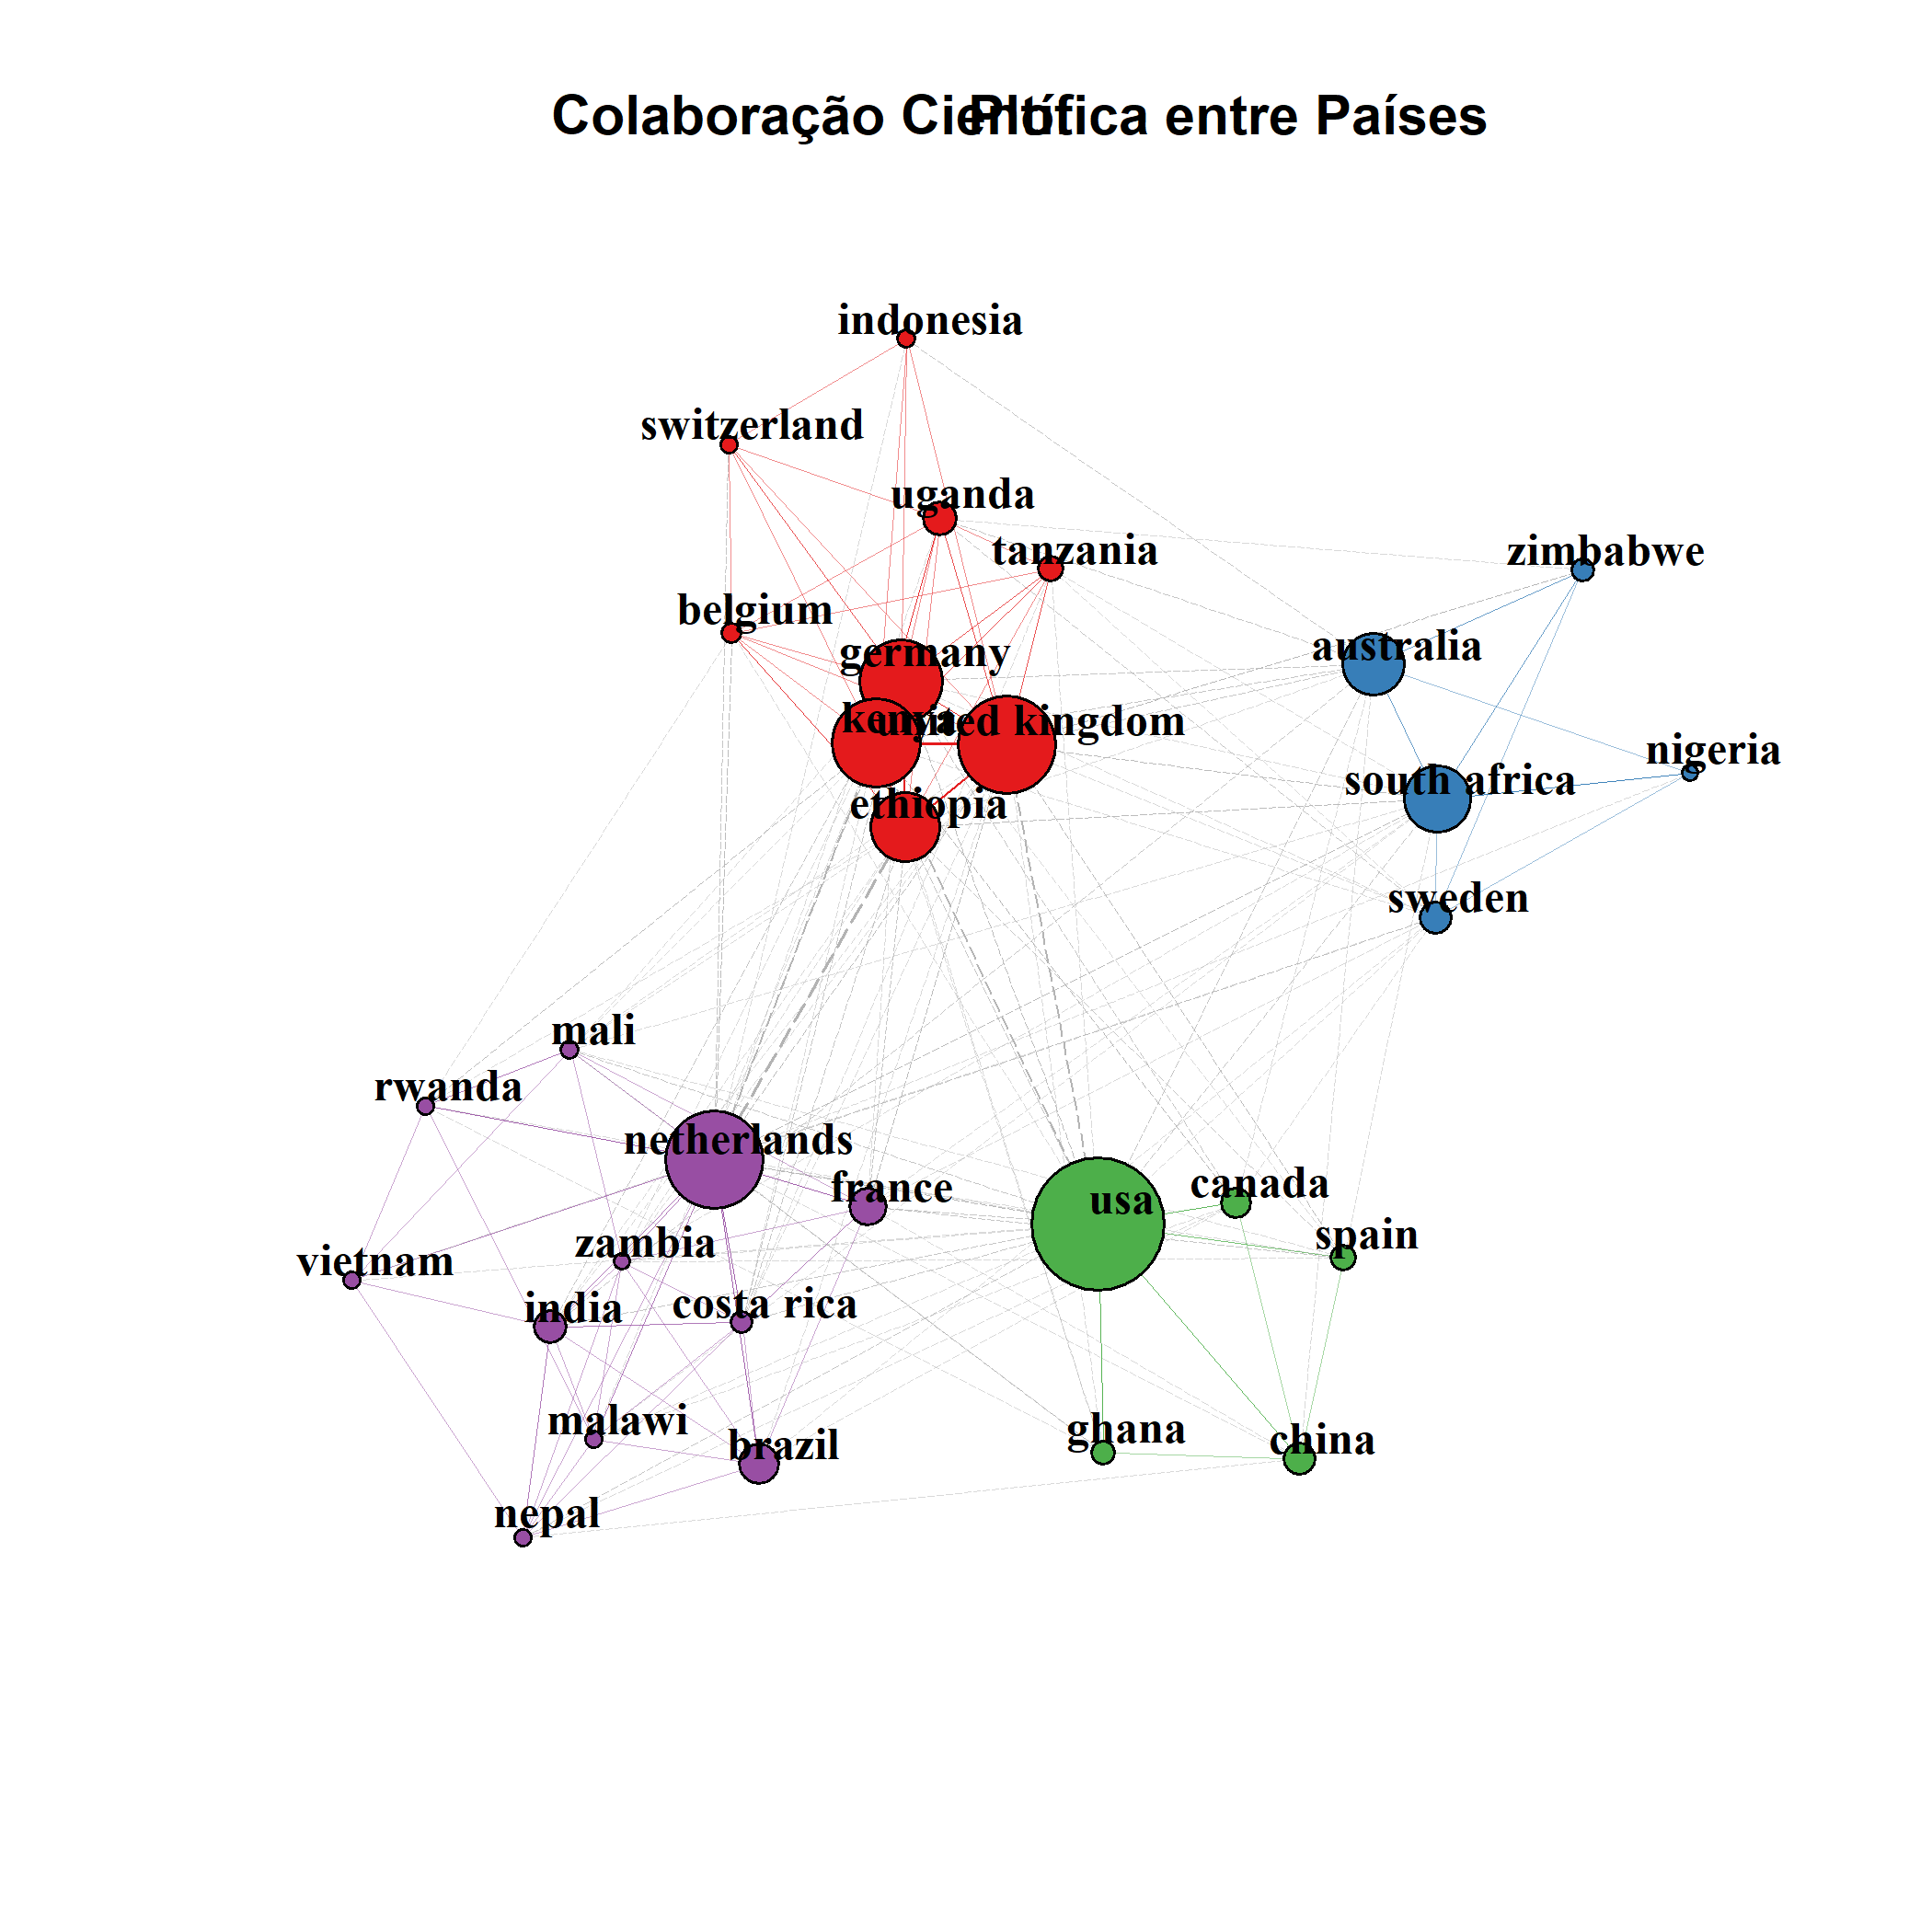 Colaboração Científica entre Países
Plot
indonesia
switzerland
uganda
tanzania
zimbabwe
belgium
germany
australia
kenya
united kingdom
nigeria
south africa
ethiopia
sweden
mali
rwanda
netherlands
france
usa
canada
spain
zambia
vietnam
india
costa rica
malawi
brazil
ghana
china
nepal